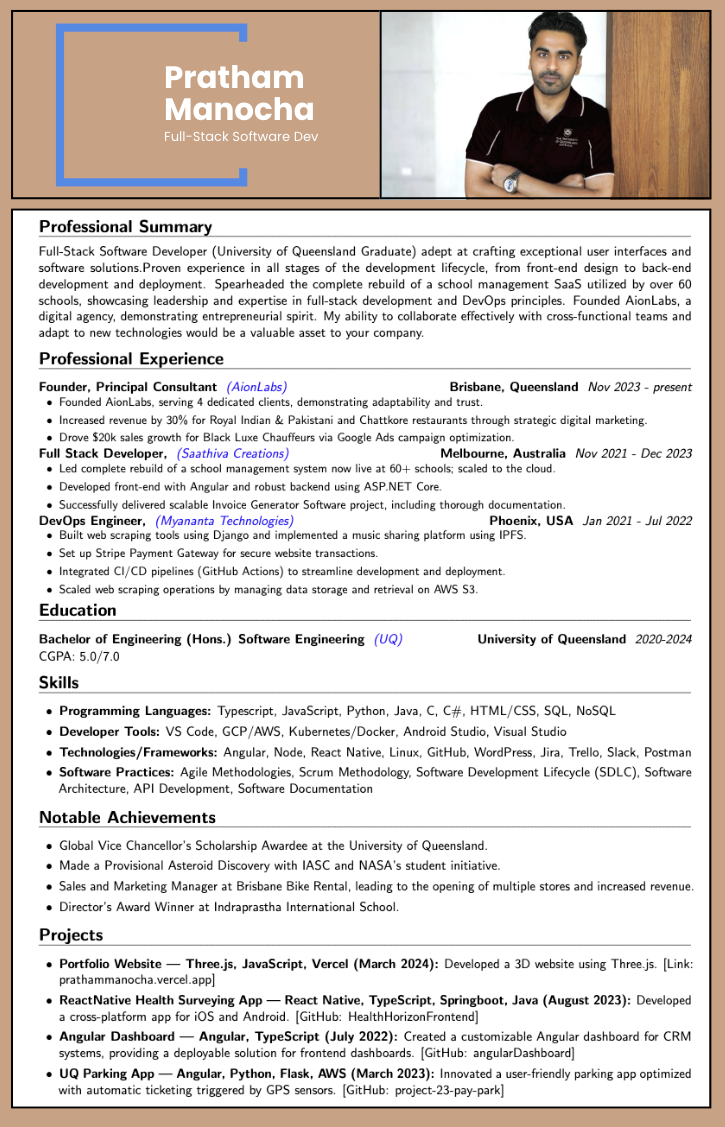 Pratham
Manocha
Full-Stack Software Dev
Professional Summary
Full-Stack Software Developer (University of Queensland Graduate) adept at crafting exceptional user interfaces and
software solutions.Proven experience in all stages of the development lifecycle, from front-end design to back-end
development and deployment. Spearheaded the complete rebuild of a school management SaaS utilized by over 60
schools, showcasing leadership and expertise in full-stack development and DevOps principles. Founded AionLabs, a
digital agency, demonstrating entrepreneurial spirit. My ability to collaborate effectively with cross-functional teams and
adapt to new technologies would be a valuable asset to your company.
Professional Experience
Founder, Principal Consultant (AionLabs) Brisbane, Queensland Nov 2023 - present
• Founded AionLabs, serving 4 dedicated clients, demonstrating adaptability and trust.
• Increased revenue by 30% for Royal Indian & Pakistani and Chattkore restaurants through strategic digital marketing.
• Drove $20k sales growth for Black Luxe Chauffeurs via Google Ads campaign optimization.
Full Stack Developer, (Saathiva Creations) Melbourne, Australia Nov 2021 - Dec 2023
• Led complete rebuild of a school management system now live at 60+ schools; scaled to the cloud.
• Developed front-end with Angular and robust backend using ASP.NET Core.
• Successfully delivered scalable Invoice Generator Software project, including thorough documentation.
DevOps Engineer, (Myananta Technologies) Phoenix, USA Jan 2021 - Jul 2022
• Built web scraping tools using Django and implemented a music sharing platform using IPFS.
• Set up Stripe Payment Gateway for secure website transactions.
• Integrated CI/CD pipelines (GitHub Actions) to streamline development and deployment.
• Scaled web scraping operations by managing data storage and retrieval on AWS S3.
Education
Bachelor of Engineering (Hons.) Software Engineering (UQ) University of Queensland 2020-2024
CGPA: 5.0/7.0
Skills
• Programming Languages: Typescript, JavaScript, Python, Java, C, C#, HTML/CSS, SQL, NoSQL
• Developer Tools: VS Code, GCP/AWS, Kubernetes/Docker, Android Studio, Visual Studio
• Technologies/Frameworks: Angular, Node, React Native, Linux, GitHub, WordPress, Jira, Trello, Slack, Postman
• Software Practices: Agile Methodologies, Scrum Methodology, Software Development Lifecycle (SDLC), Software
Architecture, API Development, Software Documentation
Notable Achievements
• Global Vice Chancellor's Scholarship Awardee at the University of Queensland.
• Made a Provisional Asteroid Discovery with IASC and NASA's student initiative.
• Sales and Marketing Manager at Brisbane Bike Rental, leading to the opening of multiple stores and increased revenue.
• Director's Award Winner at Indraprastha International School.
Projects
• Portfolio Website — Three.js, JavaScript, Vercel (March 2024): Developed a 3D website using Three.js. [Link:
prathammanocha.vercel.app]
• ReactNative Health Surveying App — React Native, TypeScript, Springboot, Java (August 2023): Developed
a cross-platform app for iOS and Android. [GitHub: HealthHorizonFrontend]
• Angular Dashboard — Angular, TypeScript (July 2022): Created a customizable Angular dashboard for CRM
systems, providing a deployable solution for frontend dashboards. [GitHub: angularDashboard]
• UQ Parking App — Angular, Python, Flask, AWS (March 2023): Innovated a user-friendly parking app optimized
with automatic ticketing triggered by GPS sensors. [GitHub: project-23-pay-park]